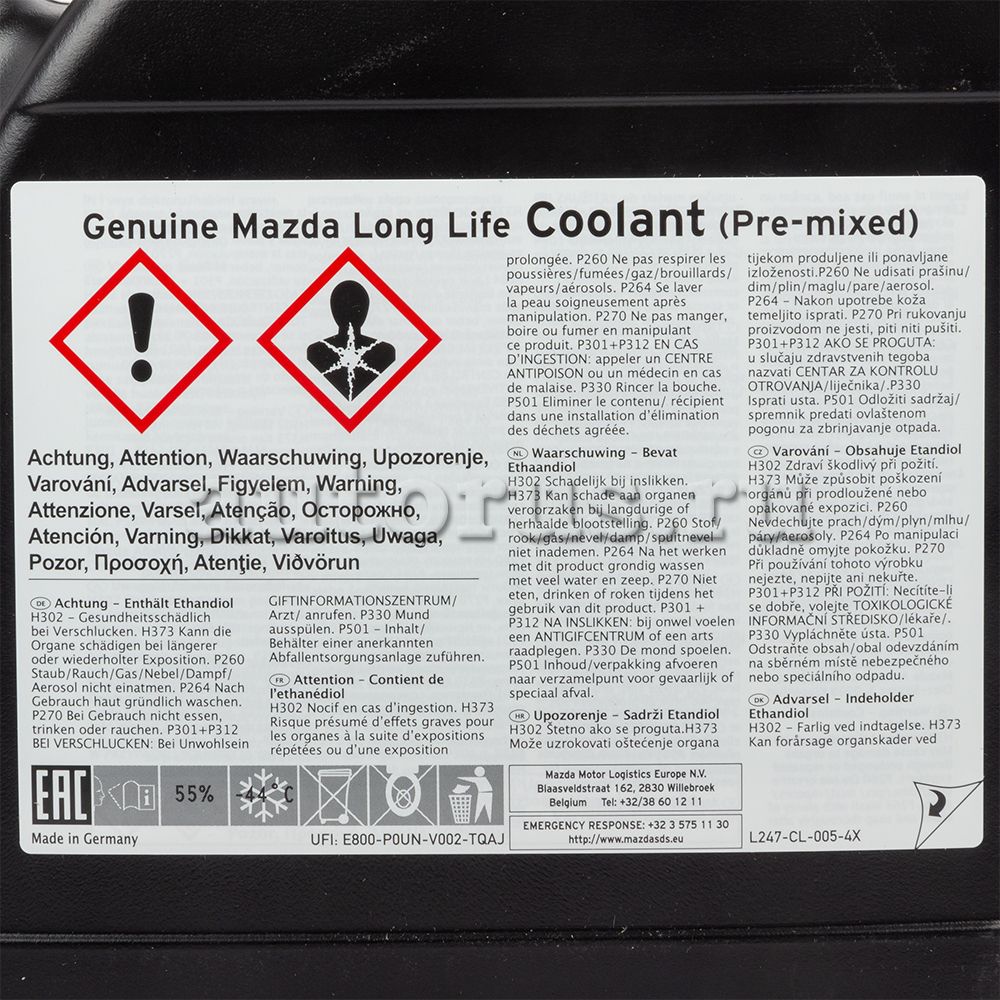 Genuine Mazda Long Life Coolant (Pre-mixed)
Achtung, Attention, Waarschuwing, Upozorenje,
Varování, Advarsel, Figyelem, Warning,
Attenzione, Varsel, Atenção, Осторожно,
Atención, Varning, Dikkat, Varoitus, Uwaga,
Pozor, Προσοχή, Atenţie, Viðvörun
DE Achtung – Enthält Ethandiol
H302 – Gesundheitsschädlich
bei Verschlucken. H373 Kann die
Organe schädigen bei längerer
oder wiederholter Exposition. P260
Staub/Rauch/Gas/Nebel/Dampf/
Aerosol nicht einatmen. P264 Nach
Gebrauch haut gründlich waschen.
P270 Bei Gebrauch nicht essen,
trinken oder rauchen. P301+P312
BEI VERSCHLUCKEN: Bei Unwohlsein
GIFTINFORMATIONSZENTRUM/
Arzt/ anrufen. P330 Mund
ausspülen. P501 – Inhalt/
Behälter einer anerkannten
Abfallentsorgungsanlage zuführen.
FR Attention – Contient de
l'ethanédiol
H302 Nocif en cas d'ingestion. H373
Risque présumé d'effets graves pour
les organes à la suite d'expositions
répétées ou d'une exposition
prolongée. P260 Ne pas respirer les
poussières/fumées/gaz/brouillards/
vapeurs/aérosols. P264 Se laver
la peau soigneusement après
manipulation. P270 Ne pas manger,
boire ou fumer en manipulant
ce produit. P301+P312 EN CAS
D'INGESTION: appeler un CENTRE
ANTIPOISON ou un médecin en cas
de malaise. P330 Rincer la bouche.
P501 Eliminer le contenu/ récipient
dans une installation d'élimination
des déchets agréée.
NL Waarschuwing – Bevat
Ethaandiol
H302 Schadelijk bij inslikken.
H373 Kan schade aan organen
veroorzaken bij langdurige of
herhaalde blootstelling. P260 Stof/
rook/gas/nevel/damp/spuitnevel
niet inademen. P264 Na het werken
met dit product grondig wassen
met veel water en zeep. P270 Niet
eten, drinken of roken tijdens het
gebruik van dit product. P301 +
P312 NA INSLIKKEN: bij onwel voelen
een ANTIGIFCENTRUM of een arts
raadplegen. P330 De mond spoelen.
P501 Inhoud/verpakking afvoeren
naar verzamelpunt voor gevaarlijk of
speciaal afval.
HR Upozorenje – Sadrži Etandiol
H302 Štetno ako se proguta.H373
Može uzrokovati oštećenje organa
tijekom produljene ili ponavljane
izloženosti.P260 Ne udisati prašinu/
dim/plin/maglu/pare/aerosol.
P264 – Nakon upotrebe koža
temeljito isprati. P270 Pri rukovanju
proizvodom ne jesti, piti niti pušiti.
P301+P312 AKO SE PROGUTA:
u slučaju zdravstvenih tegoba
nazvati CENTAR ZA KONTROLU
OTROVANJA/liječnika/.P330
Isprati usta. P501 Odložiti sadržaj/
spremnik predati ovlaštenom
pogonu za zbrinjavanje otpada.
CZ Varování – Obsahuje Etandiol
H302 Zdraví škodlivý při požití.
H373 Může způsobit poškození
orgánů při prodloužené nebo
opakované expozici. P260
Nevdechujte prach/dým/plyn/mlhu/
páry/aerosoly. P264 Po manipulaci
důkladně omyjte pokožku. P270
Při používání tohoto výrobku
nejezte, nepijte ani nekuřte.
P301+P312 PŘI POŽITÍ: Necítíte-li
se dobře, volejte TOXIKOLOGICKÉ
INFORMAČNÍ STŘEDISKO/lékaře/.
P330 Vypláchněte ústa. P501
Odstraňte obsah/obal odevzdáním
na sběrném místě nebezpečného
nebo speciálního odpadu.
DK Advarsel – Indeholder
Ethandiol
H302 – Farlig ved indtagelse. H373
Kan forårsage organskader ved
EAC
55%
-44°C
Made in Germany
UFI: E800-P0UN-V002-TQAJ
Mazda Motor Logistics Europe N.V.
Blaasveldstraat 162, 2830 Willebroek
Belgium Tel: +32/38 60 12 11
EMERGENCY RESPONSE: +32 3 575 11 30
http://www.mazdasds.eu
L247-CL-005-4X
autorus.ru